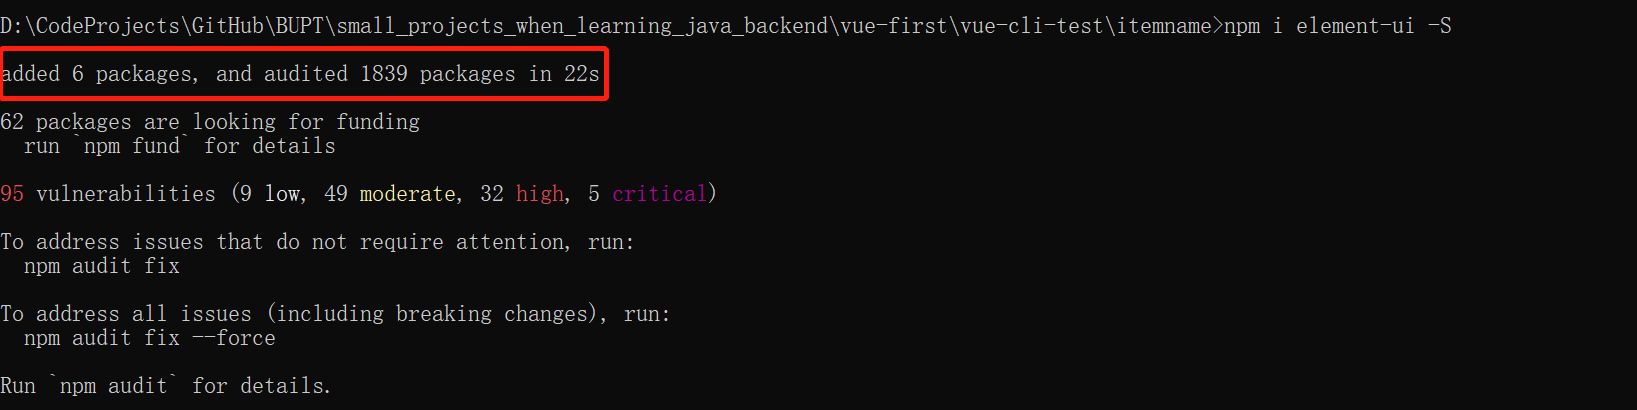 D:\CodeProjects\GitHub\BUPT\small_projects_when_learning_java_backend\vue-first\vue-cli-test\itemname>npm i element-ui -S
added 6 packages, and audited 1839 packages in 22s
62 packages are looking for funding
  run `npm fund` for details
95 vulnerabilities (9 low, 49 moderate, 32 high, 5 critical)
To address issues that do not require attention, run:
  npm audit fix
To address all issues (including breaking changes), run:
  npm audit fix --force
Run `npm audit` for details.